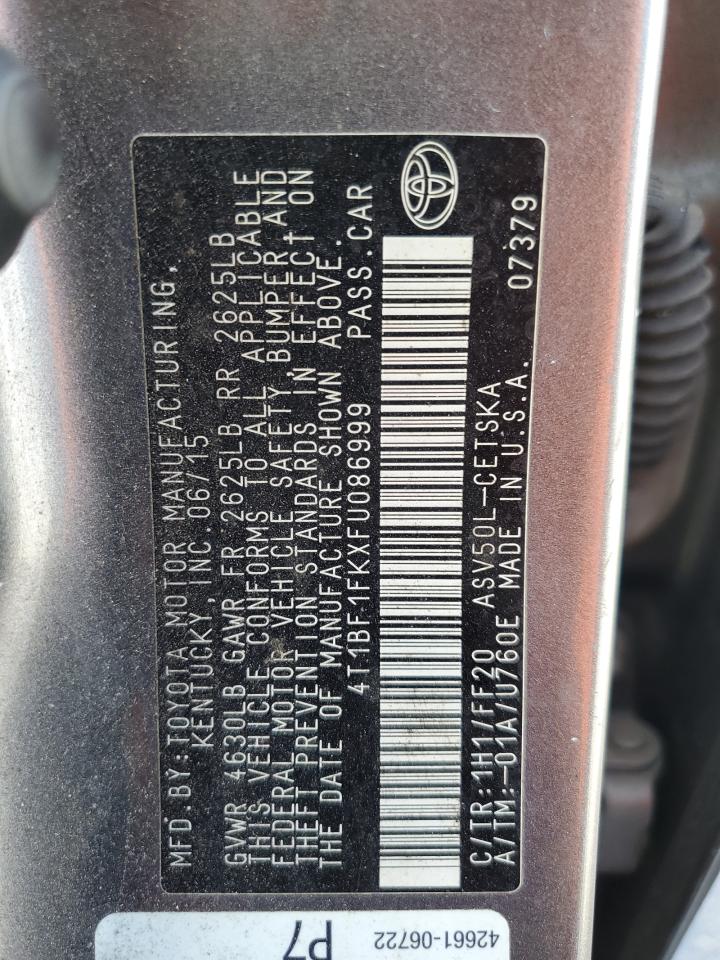 MFD.BY:TOYOTA MOTOR MANUFACTURING,
KENTUCKY, INC. 06/15
GVWR 4630LB GAWR FR 2625LB RR 2625LB
THIS VEHICLE CONFORMS TO ALL APPLICABLE
FEDERAL MOTOR VEHICLE SAFETY, BUMPER AND
THEFT PREVENTION STANDARDS IN EFFECT ON
THE DATE OF MANUFACTURE SHOWN ABOVE.
4T1BF1FKXFU086999 PASS.CAR
C/TR:1H1/FF20 ASV50L-CETSKA
A/TM:-01A/U760E MADE IN U.S.A. 07379
42661-06722
P7